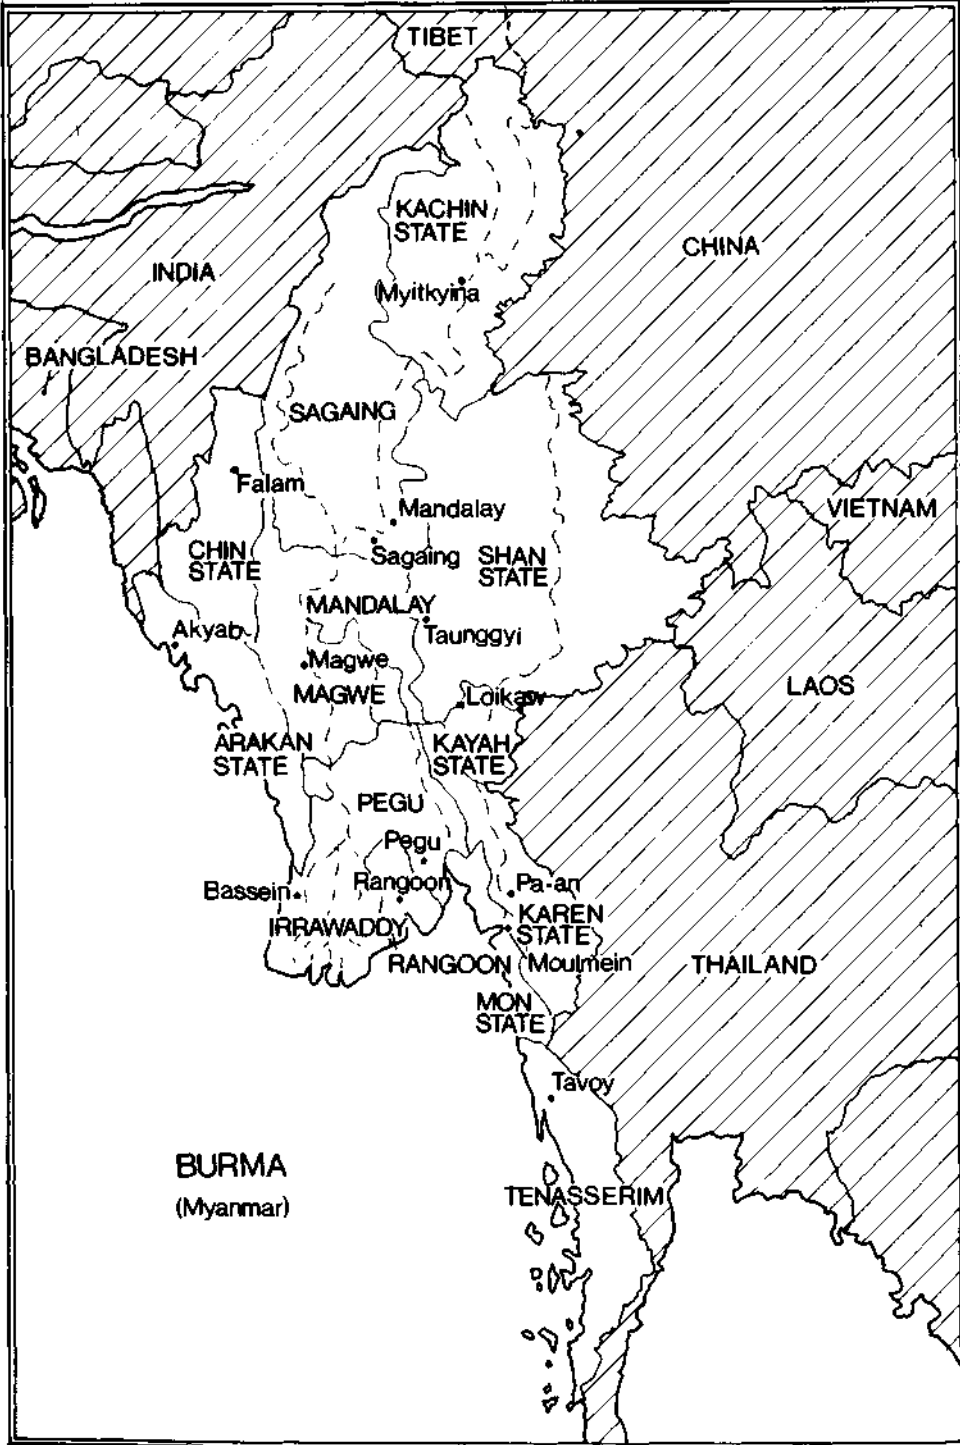 TIBET
KACHIN
STATE
CHINA
INDIA
Myitkyina
BANGLADESH
SAGAING
Falam
Mandalay
VIETNAM
CHIN
STATE
Sagaing
SHAN
STATE
MANDALAY
Akyab
Taunggyi
Magwe
MAGWE
Loikaw
LAOS
ARAKAN
STATE
KAYAH
STATE
PEGU
Pegu
Bassein
Rangoon
Pa-an
IRRAWADDY
KAREN
STATE
RANGOON
Moulmein
THAILAND
MON
STATE
Tavoy
BURMA
(Myanmar)
TENASSERIM